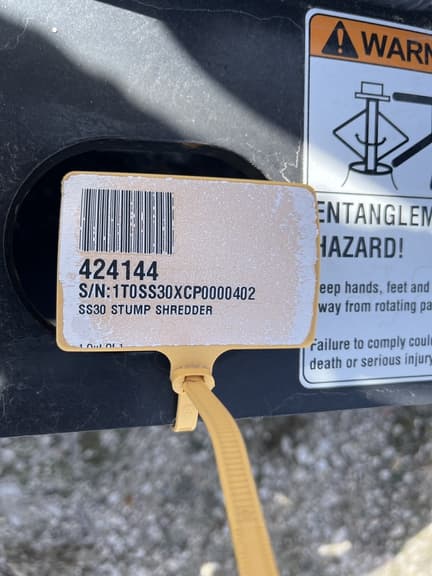 424144
S/N:1T0SS30XCP0000402
SS30 STUMP SHREDDER
WARN
ENTANGLEM
HAZARD!
eep hands, feet and
way from rotating pa
Failure to comply coul
death or serious injury